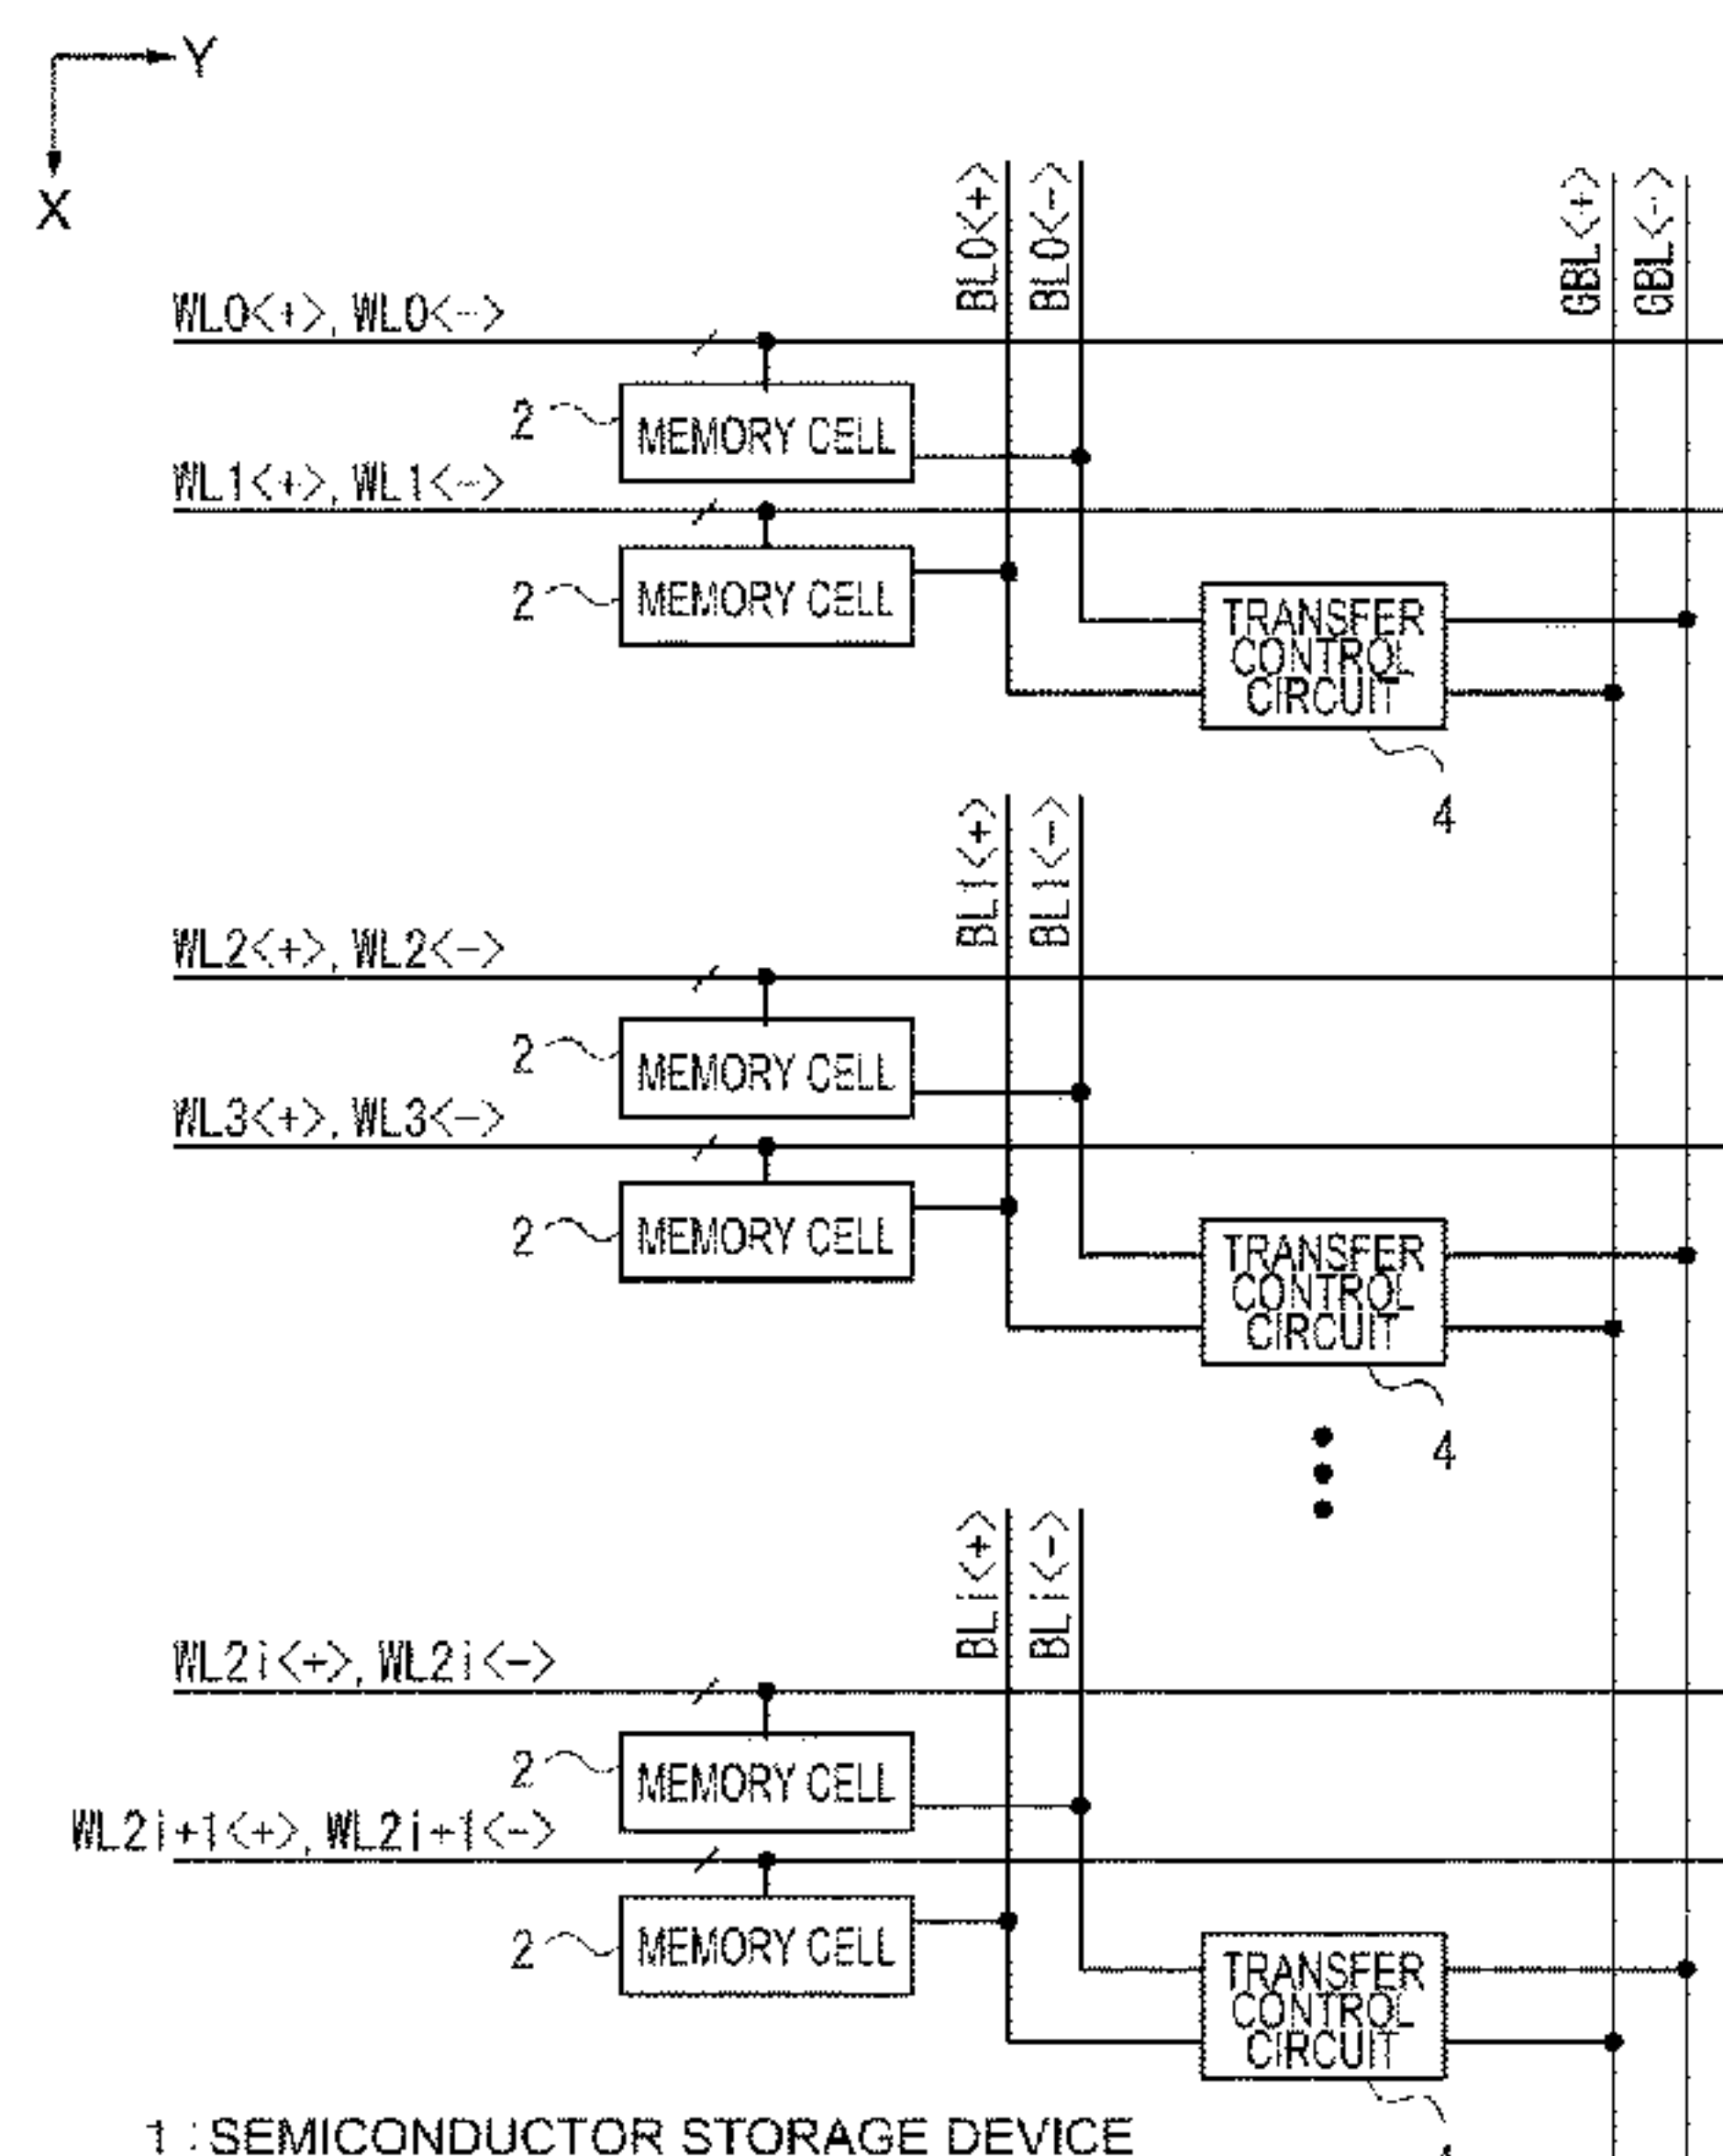 Y
X
BL0<+>
BL0<->
GBL<+>
GBL<->
WL0<+>, WL0<->
2
MEMORY CELL
WL1<+>, WL1<->
2
MEMORY CELL
TRANSFER
CONTROL
CIRCUIT
4
BL1<+>
BL1<->
WL2<+>, WL2<->
2
MEMORY CELL
WL3<+>, WL3<->
2
MEMORY CELL
TRANSFER
CONTROL
CIRCUIT
4
BLi<+>
BLi<->
WL2i<+>, WL2i<->
2
MEMORY CELL
WL2i+1<+>, WL2i+1<->
2
MEMORY CELL
TRANSFER
CONTROL
CIRCUIT
1 : SEMICONDUCTOR STORAGE DEVICE